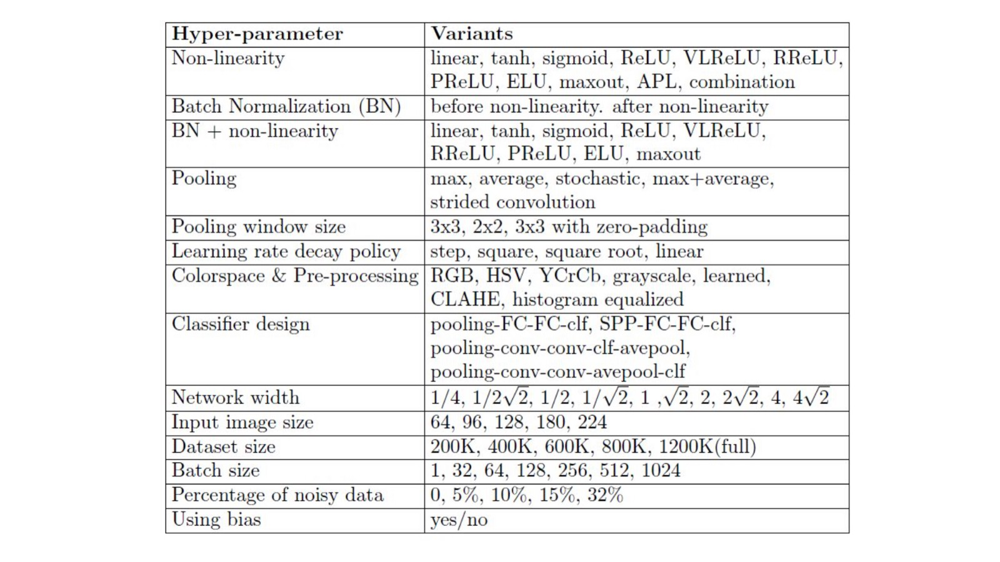 Hyper-parameter Variants
Non-linearity linear, tanh, sigmoid, ReLU, VLReLU, RReLU,
PReLU, ELU, maxout, APL, combination
Batch Normalization (BN) before non-linearity. after non-linearity
BN + non-linearity linear, tanh, sigmoid, ReLU, VLReLU,
RReLU, PReLU, ELU, maxout
Pooling max, average, stochastic, max+average,
strided convolution
Pooling window size 3x3, 2x2, 3x3 with zero-padding
Learning rate decay policy step, square, square root, linear
Colorspace & Pre-processing RGB, HSV, YCrCb, grayscale, learned,
CLAHE, histogram equalized
Classifier design pooling-FC-FC-clf, SPP-FC-FC-clf,
pooling-conv-conv-clf-avepool,
pooling-conv-conv-avepool-clf
Network width 1/4, 1/2√2, 1/2, 1/√2, 1 ,√2, 2, 2√2, 4, 4√2
Input image size 64, 96, 128, 180, 224
Dataset size 200K, 400K, 600K, 800K, 1200K(full)
Batch size 1, 32, 64, 128, 256, 512, 1024
Percentage of noisy data 0, 5%, 10%, 15%, 32%
Using bias yes/no